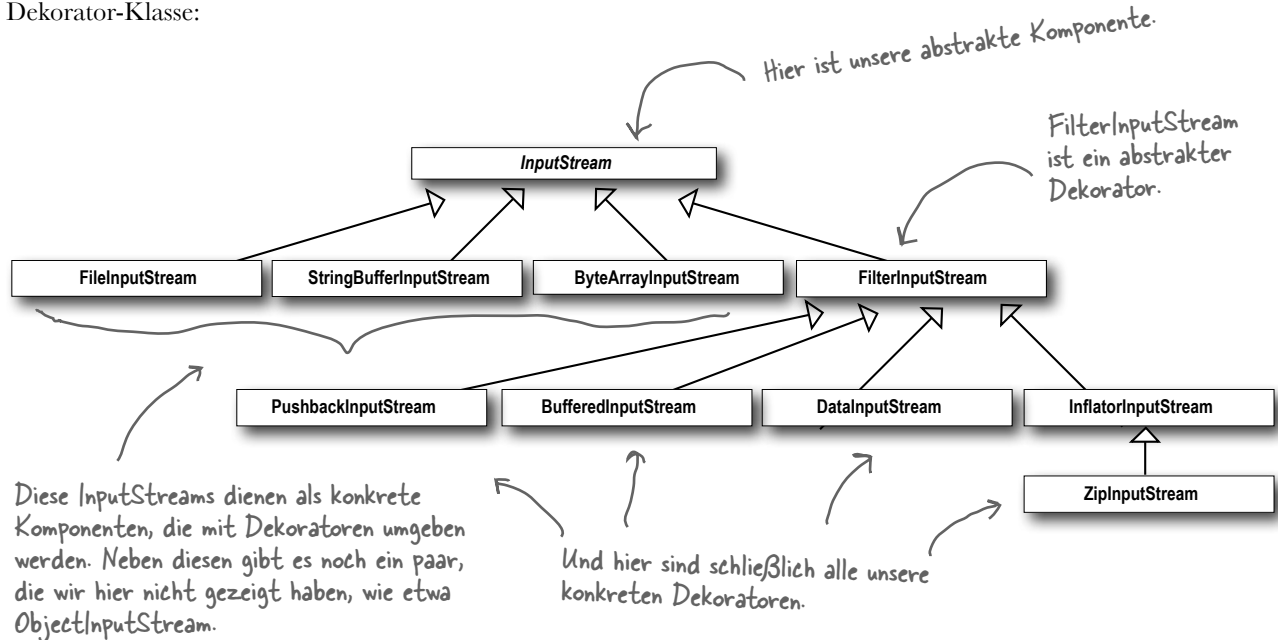 Dekorator-Klasse:
Hier ist unsere abstrakte Komponente.
FilterInputStream
ist ein abstrakter
Dekorator.
InputStream
FileInputStream
StringBufferInputStream
ByteArrayInputStream
FilterInputStream
PushbackInputStream
BufferedInputStream
DataInputStream
InflatorInputStream
ZipInputStream
Diese InputStreams dienen als konkrete
Komponenten, die mit Dekoratoren umgeben
werden. Neben diesen gibt es noch ein paar,
die wir hier nicht gezeigt haben, wie etwa
ObjectInputStream.
Und hier sind schließlich alle unsere
konkreten Dekoratoren.